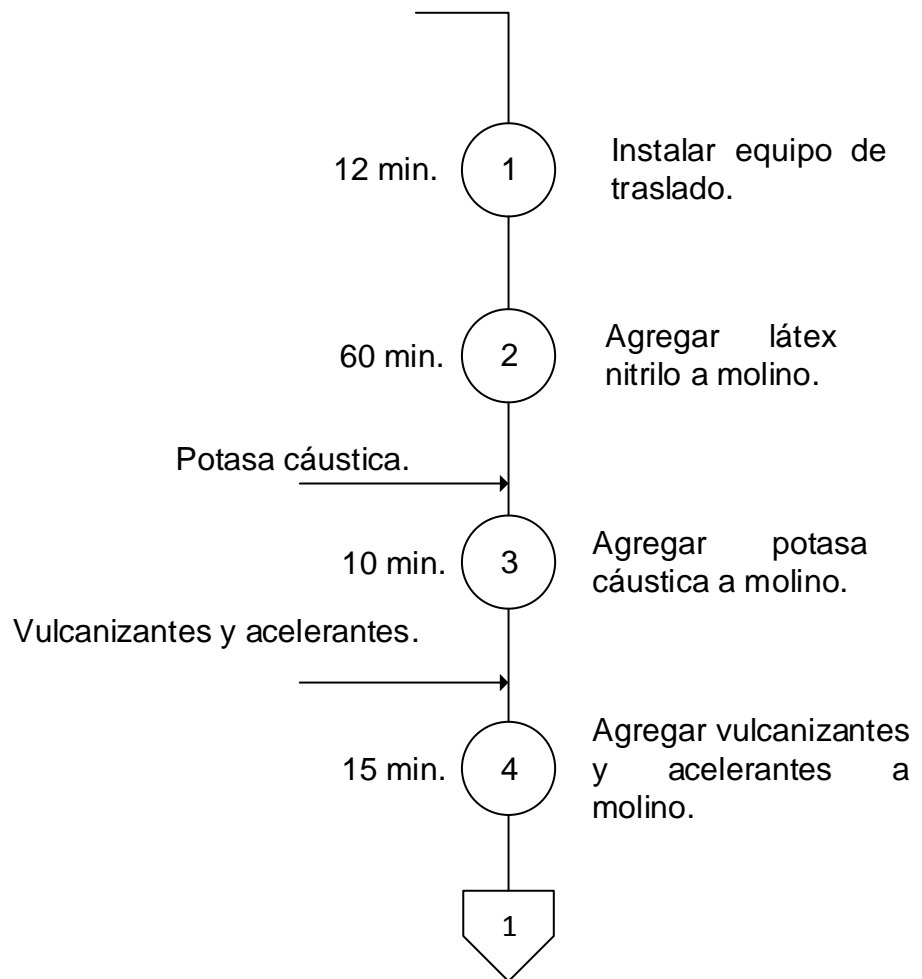 12 min.
1
Instalar equipo de
traslado.
60 min.
2
Agregar látex
nitrilo a molino.
Potasa cáustica.
10 min.
3
Agregar potasa
cáustica a molino.
Vulcanizantes y acelerantes.
15 min.
4
Agregar vulcanizantes
y acelerantes a
molino.
1